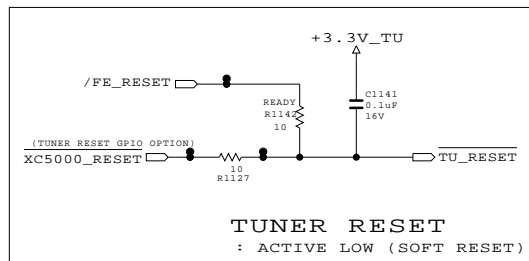 +3.3V_TU
/FE_RESET
READY
R1142
10
C1141
0.1uF
16V
(TUNER RESET GPIO OPTION)
XC5000_RESET
10
R1127
TU_RESET
TUNER RESET
: ACTIVE LOW (SOFT RESET)